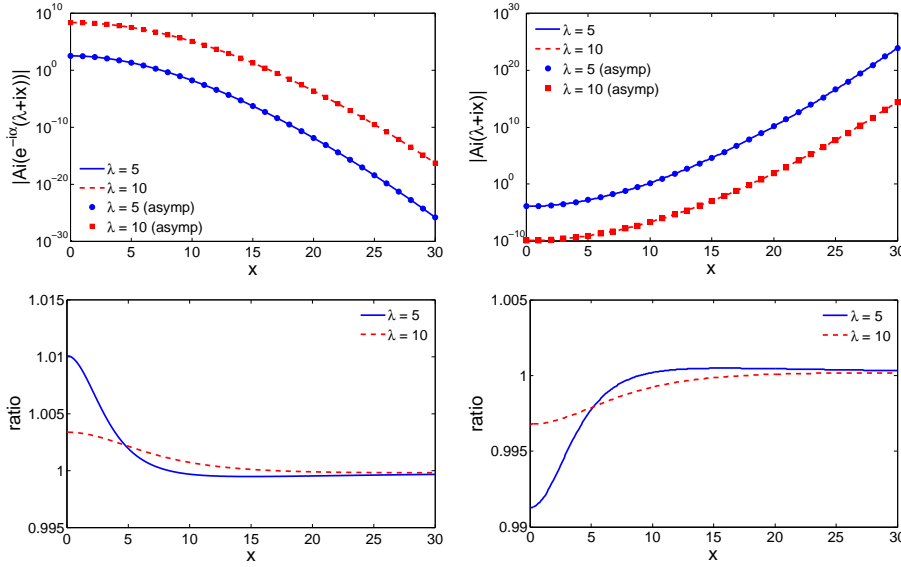 10^10
10^0
10^-10
10^-20
10^-30
|Ai(e^-iα(λ+ix))|
0 5 10 15 20 25 30
x
λ = 5
λ = 10
λ = 5 (asymp)
λ = 10 (asymp)
10^30
10^20
10^10
10^0
10^-10
|Ai(λ+ix)|
0 5 10 15 20 25 30
x
λ = 5
λ = 10
λ = 5 (asymp)
λ = 10 (asymp)
1.015
1.01
1.005
1
0.995
ratio
0 5 10 15 20 25 30
x
λ = 5
λ = 10
1.005
1
0.995
0.99
ratio
0 5 10 15 20 25 30
x
λ = 5
λ = 10